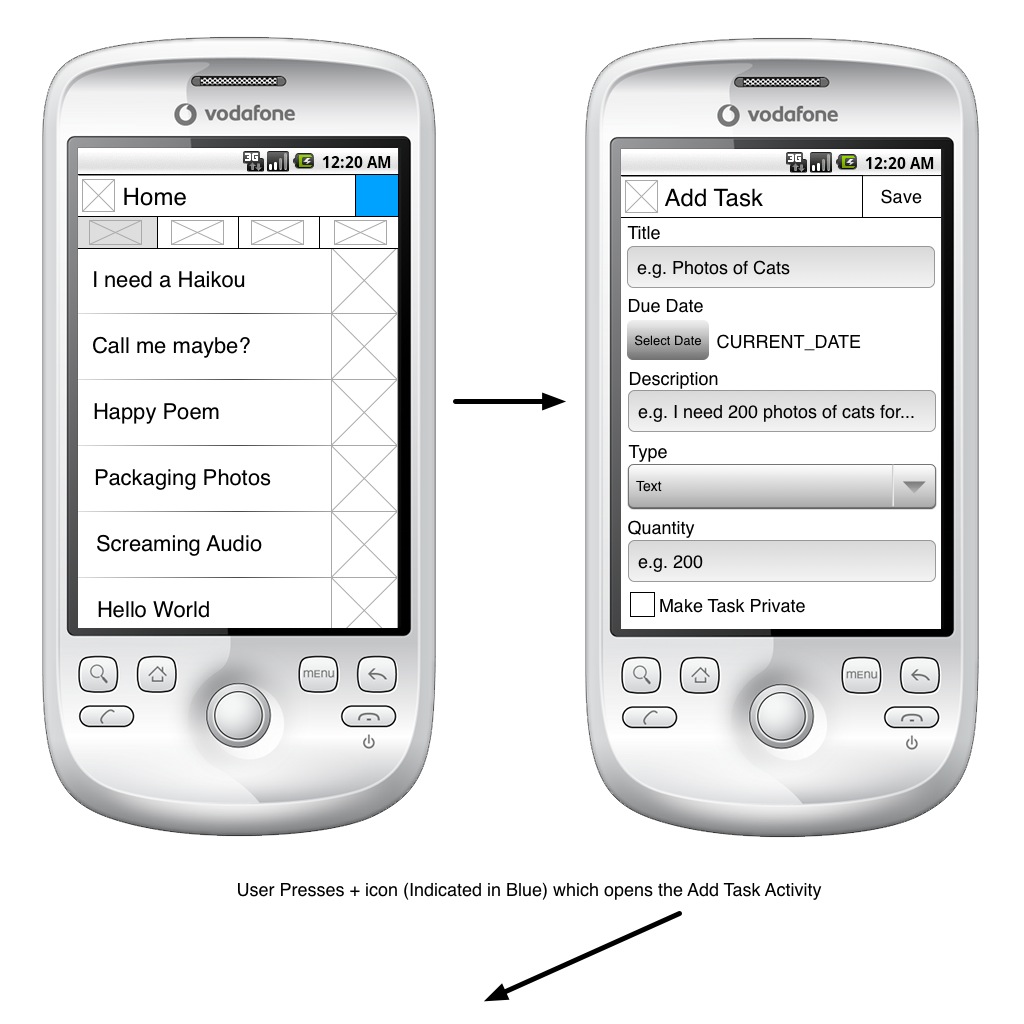 vodafone
3G 12:20 AM
Home
I need a Haikou
Call me maybe?
Happy Poem
Packaging Photos
Screaming Audio
Hello World
MENU
vodafone
3G 12:20 AM
Add Task Save
Title
e.g. Photos of Cats
Due Date
Select Date CURRENT_DATE
Description
e.g. I need 200 photos of cats for...
Type
Text
Quantity
e.g. 200
Make Task Private
MENU
User Presses + icon (Indicated in Blue) which opens the Add Task Activity